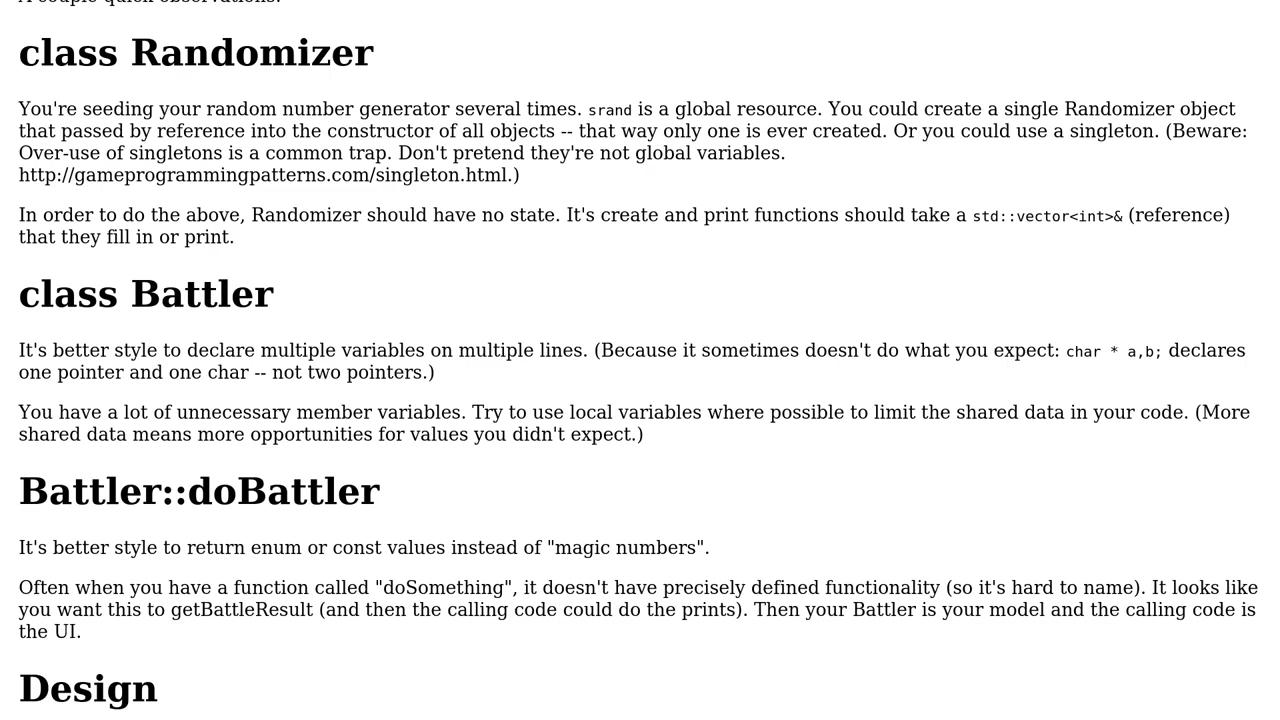 A couple quick observations.
class Randomizer
You're seeding your random number generator several times. srand is a global resource. You could create a single Randomizer object
that passed by reference into the constructor of all objects -- that way only one is ever created. Or you could use a singleton. (Beware:
Over-use of singletons is a common trap. Don't pretend they're not global variables.
http://gameprogrammingpatterns.com/singleton.html.)
In order to do the above, Randomizer should have no state. It's create and print functions should take a std::vector<int>& (reference)
that they fill in or print.
class Battler
It's better style to declare multiple variables on multiple lines. (Because it sometimes doesn't do what you expect: char * a,b; declares
one pointer and one char -- not two pointers.)
You have a lot of unnecessary member variables. Try to use local variables where possible to limit the shared data in your code. (More
shared data means more opportunities for values you didn't expect.)
Battler::doBattler
It's better style to return enum or const values instead of "magic numbers".
Often when you have a function called "doSomething", it doesn't have precisely defined functionality (so it's hard to name). It looks like
you want this to getBattleResult (and then the calling code could do the prints). Then your Battler is your model and the calling code is
the UI.
Design